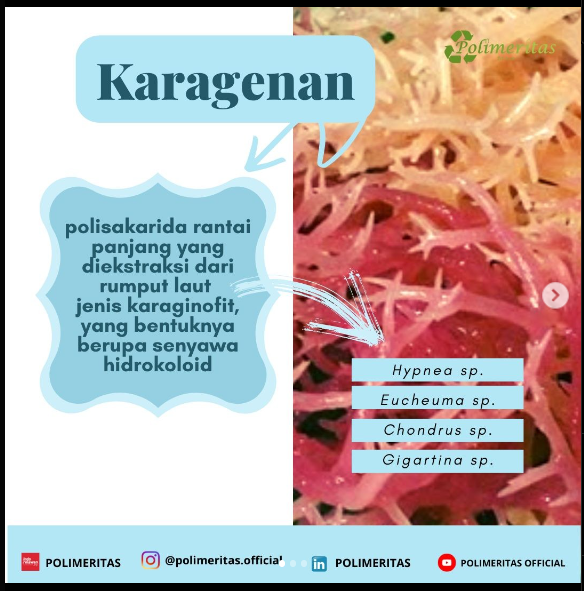 Polimeritas
Karagenan
polisakarida rantai
panjang yang
diekstraksi dari
rumput laut
jenis karaginofit,
yang bentuknya
berupa senyawa
hidrokoloid
Hypnea sp.
Eucheuma sp.
Chondrus sp.
Gigartina sp.
POLIMERITAS
@polimeritas.official
POLIMERITAS
POLIMERITAS OFFICIAL